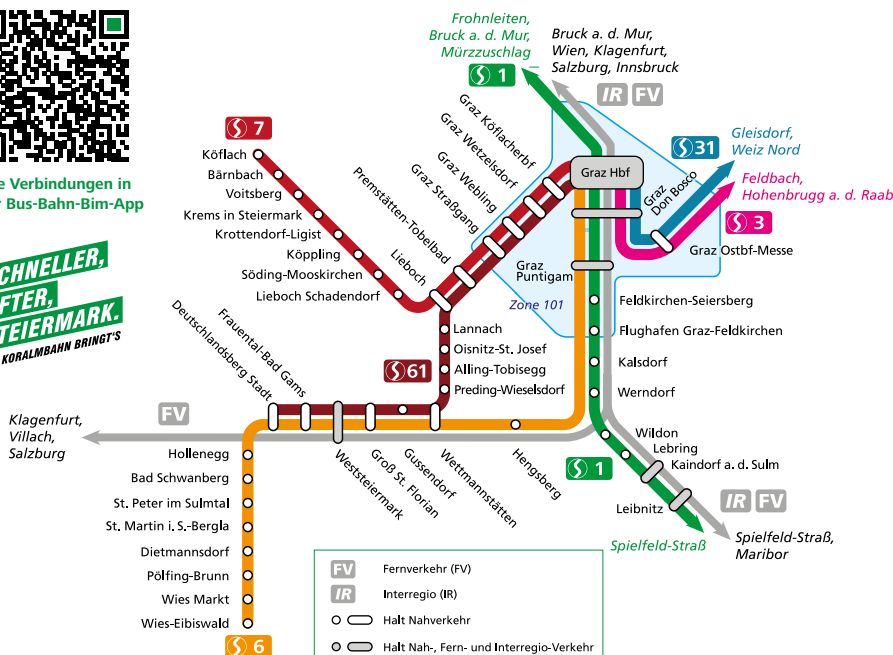 Frohnleiten,
Bruck a. d. Mur,
Mürzzuschlag
S 1
Bruck a. d. Mur,
Wien, Klagenfurt,
Salzburg, Innsbruck
IR FV
e Verbindungen in
r Bus-Bahn-Bim-App
CHNELLER,
FTER,
TEIERMARK.
KORALMBAHN BRINGT'S
S 7
Köflach
Bärnbach
Voitsberg
Krems in Steiermark
Krottendorf-Ligist
Köppling
Söding-Mooskirchen
Lieboch Schadendorf
Lieboch
Premstätten-Tobelbad
Graz Straßgang
Graz Webling
Graz Wetzelsdorf
Graz Köflacherbf
Graz Hbf
Graz
Don Bosco
S 31
Gleisdorf,
Weiz Nord
Feldbach,
Hohenbrugg a. d. Raab
S 3
Graz Ostbf-Messe
Graz
Puntigam
Zone 101
Feldkirchen-Seiersberg
Flughafen Graz-Feldkirchen
Kalsdorf
Werndorf
Lannach
Oisnitz-St. Josef
Alling-Tobisegg
Preding-Wieselsdorf
S 61
Deutschlandsberg Stadt
Frauental-Bad Gams
Weststeiermark
Groß St. Florian
Gussendorf
Wettmannstätten
Hengsberg
FV
Klagenfurt,
Villach,
Salzburg
Hollenegg
Bad Schwanberg
St. Peter im Sulmtal
St. Martin i. S.-Bergla
Dietmannsdorf
Pölfing-Brunn
Wies Markt
Wies-Eibiswald
S 6
S 1
Wildon
Lebring
Kaindorf a. d. Sulm
Leibnitz
IR FV
Spielfeld-Straß
Spielfeld-Straß,
Maribor
FV Fernverkehr (FV)
IR Interregio (IR)
Halt Nahverkehr
Halt Nah-, Fern- und Interregio-Verkehr